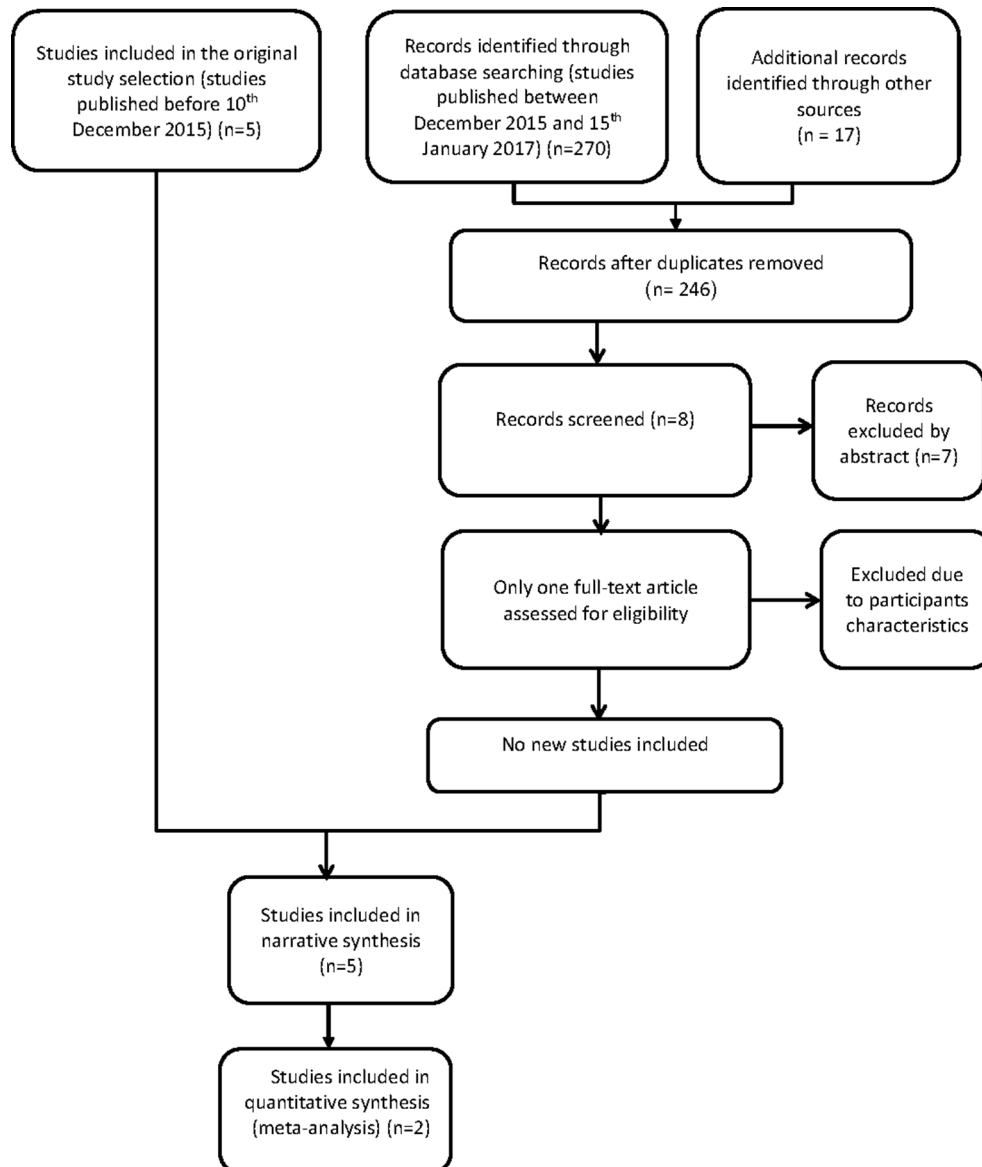 Studies included in the original
study selection (studies
published before 10th
December 2015) (n=5)
Records identified through
database searching (studies
published between
December 2015 and 15th
January 2017) (n=270)
Additional records
identified through other
sources
(n = 17)
Records after duplicates removed
(n= 246)
Records screened (n=8)
Records
excluded by
abstract (n=7)
Only one full-text article
assessed for eligibility
Excluded due
to participants
characteristics
No new studies included
Studies included in
narrative synthesis
(n=5)
Studies included in
quantitative synthesis
(meta-analysis) (n=2)